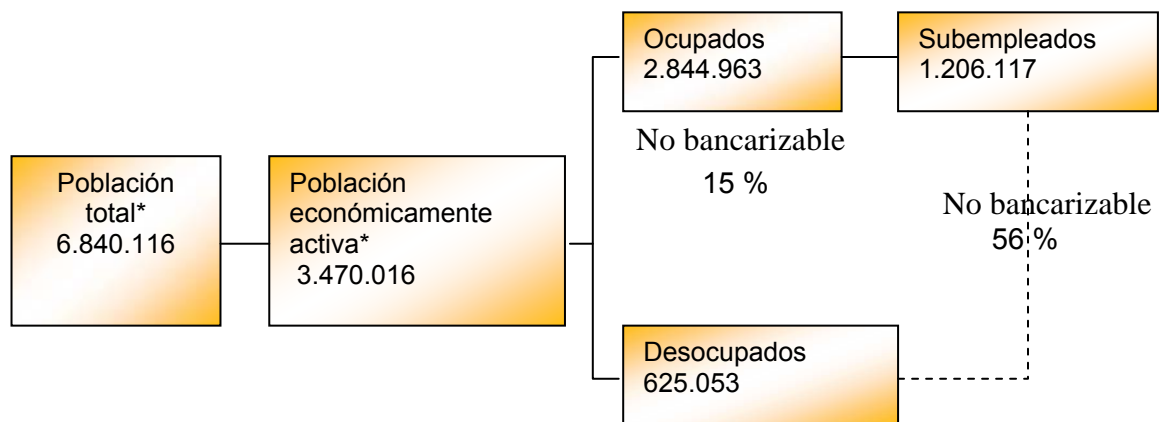 Población
total*
6.840.116
Población
económicamente
activa*
3.470.016
Ocupados
2.844.963
No bancarizable
15 %
Subempleados
1.206.117
No bancarizable
56 %
Desocupados
625.053